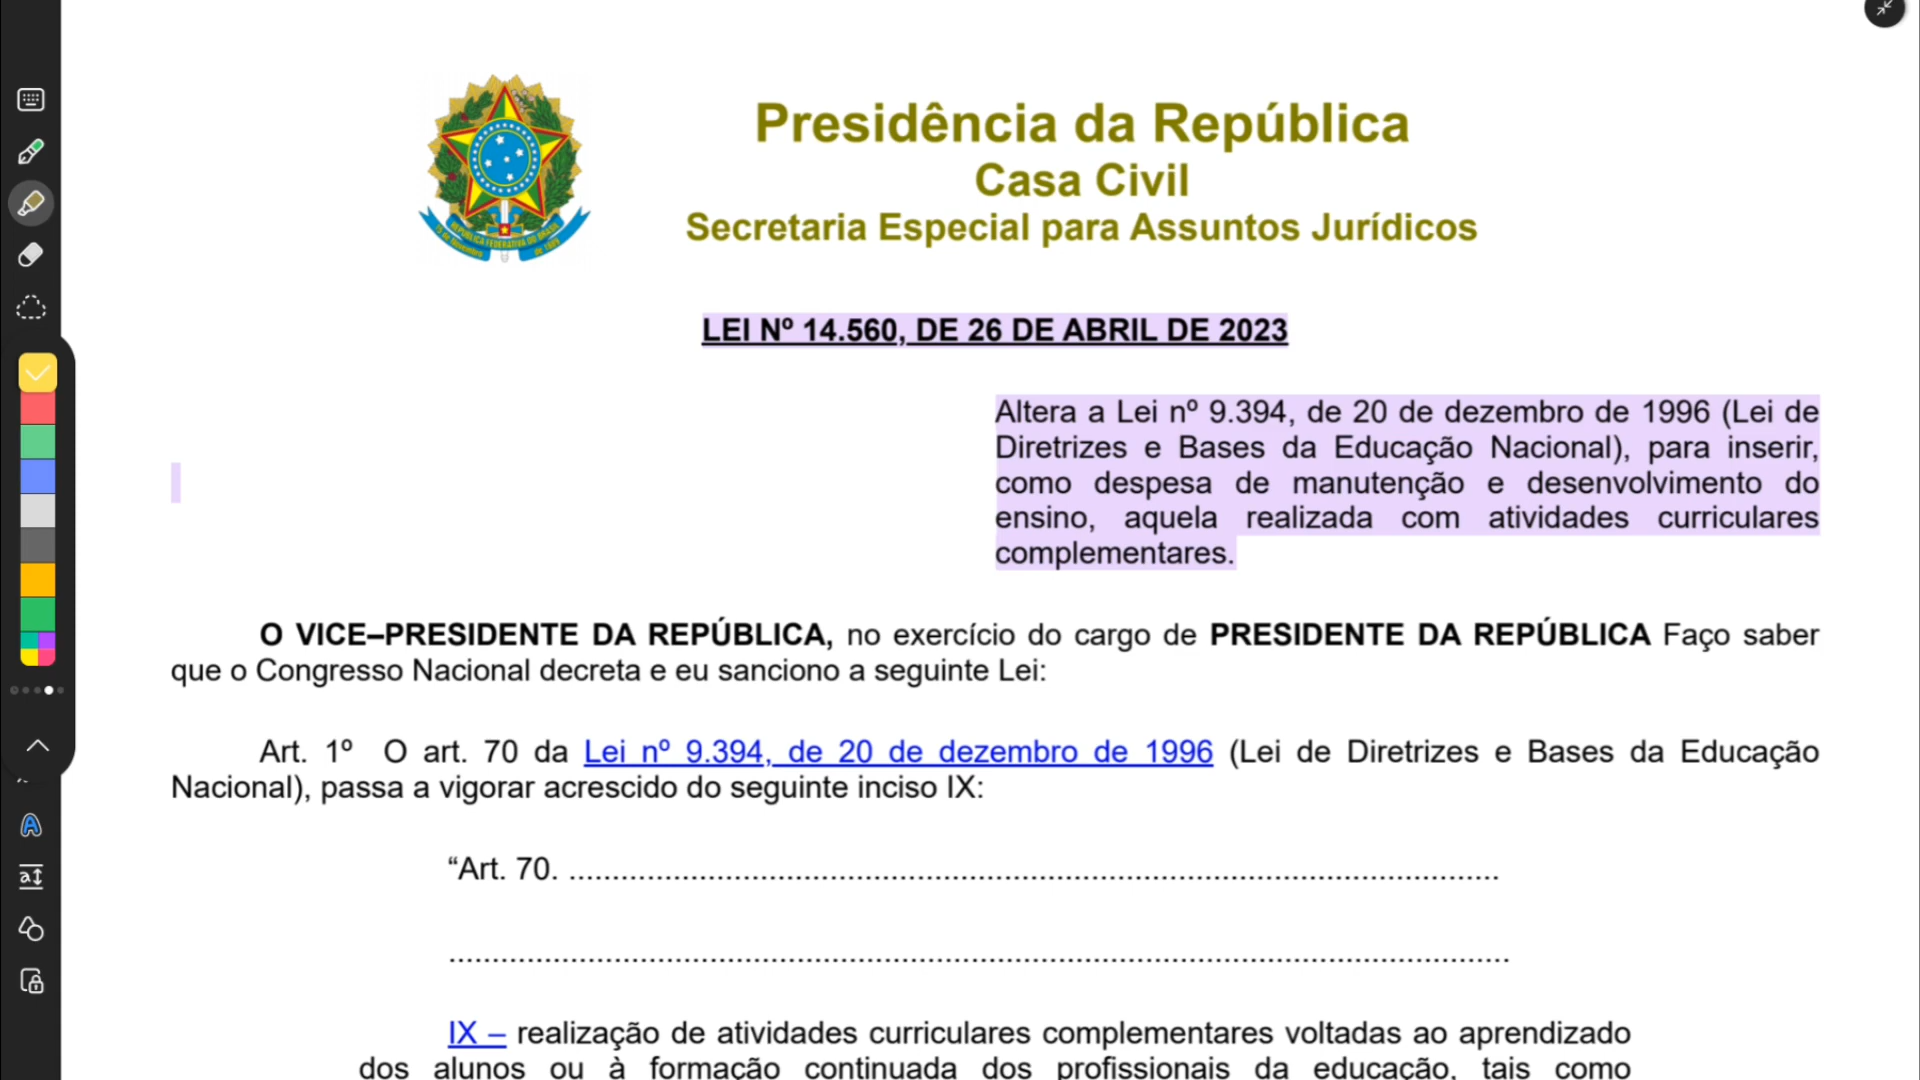 Presidência da República
Casa Civil
Secretaria Especial para Assuntos Jurídicos
LEI Nº 14.560, DE 26 DE ABRIL DE 2023
Altera a Lei nº 9.394, de 20 de dezembro de 1996 (Lei de
Diretrizes e Bases da Educação Nacional), para inserir,
como despesa de manutenção e desenvolvimento do
ensino, aquela realizada com atividades curriculares
complementares.
O VICE–PRESIDENTE DA REPÚBLICA, no exercício do cargo de PRESIDENTE DA REPÚBLICA Faço saber
que o Congresso Nacional decreta e eu sanciono a seguinte Lei:
Art. 1º O art. 70 da Lei nº 9.394, de 20 de dezembro de 1996 (Lei de Diretrizes e Bases da Educação
Nacional), passa a vigorar acrescido do seguinte inciso IX:
“Art. 70. ..............................................................................................................
.............................................................................................................................
IX – realização de atividades curriculares complementares voltadas ao aprendizado
dos alunos ou à formação continuada dos profissionais da educação, tais como